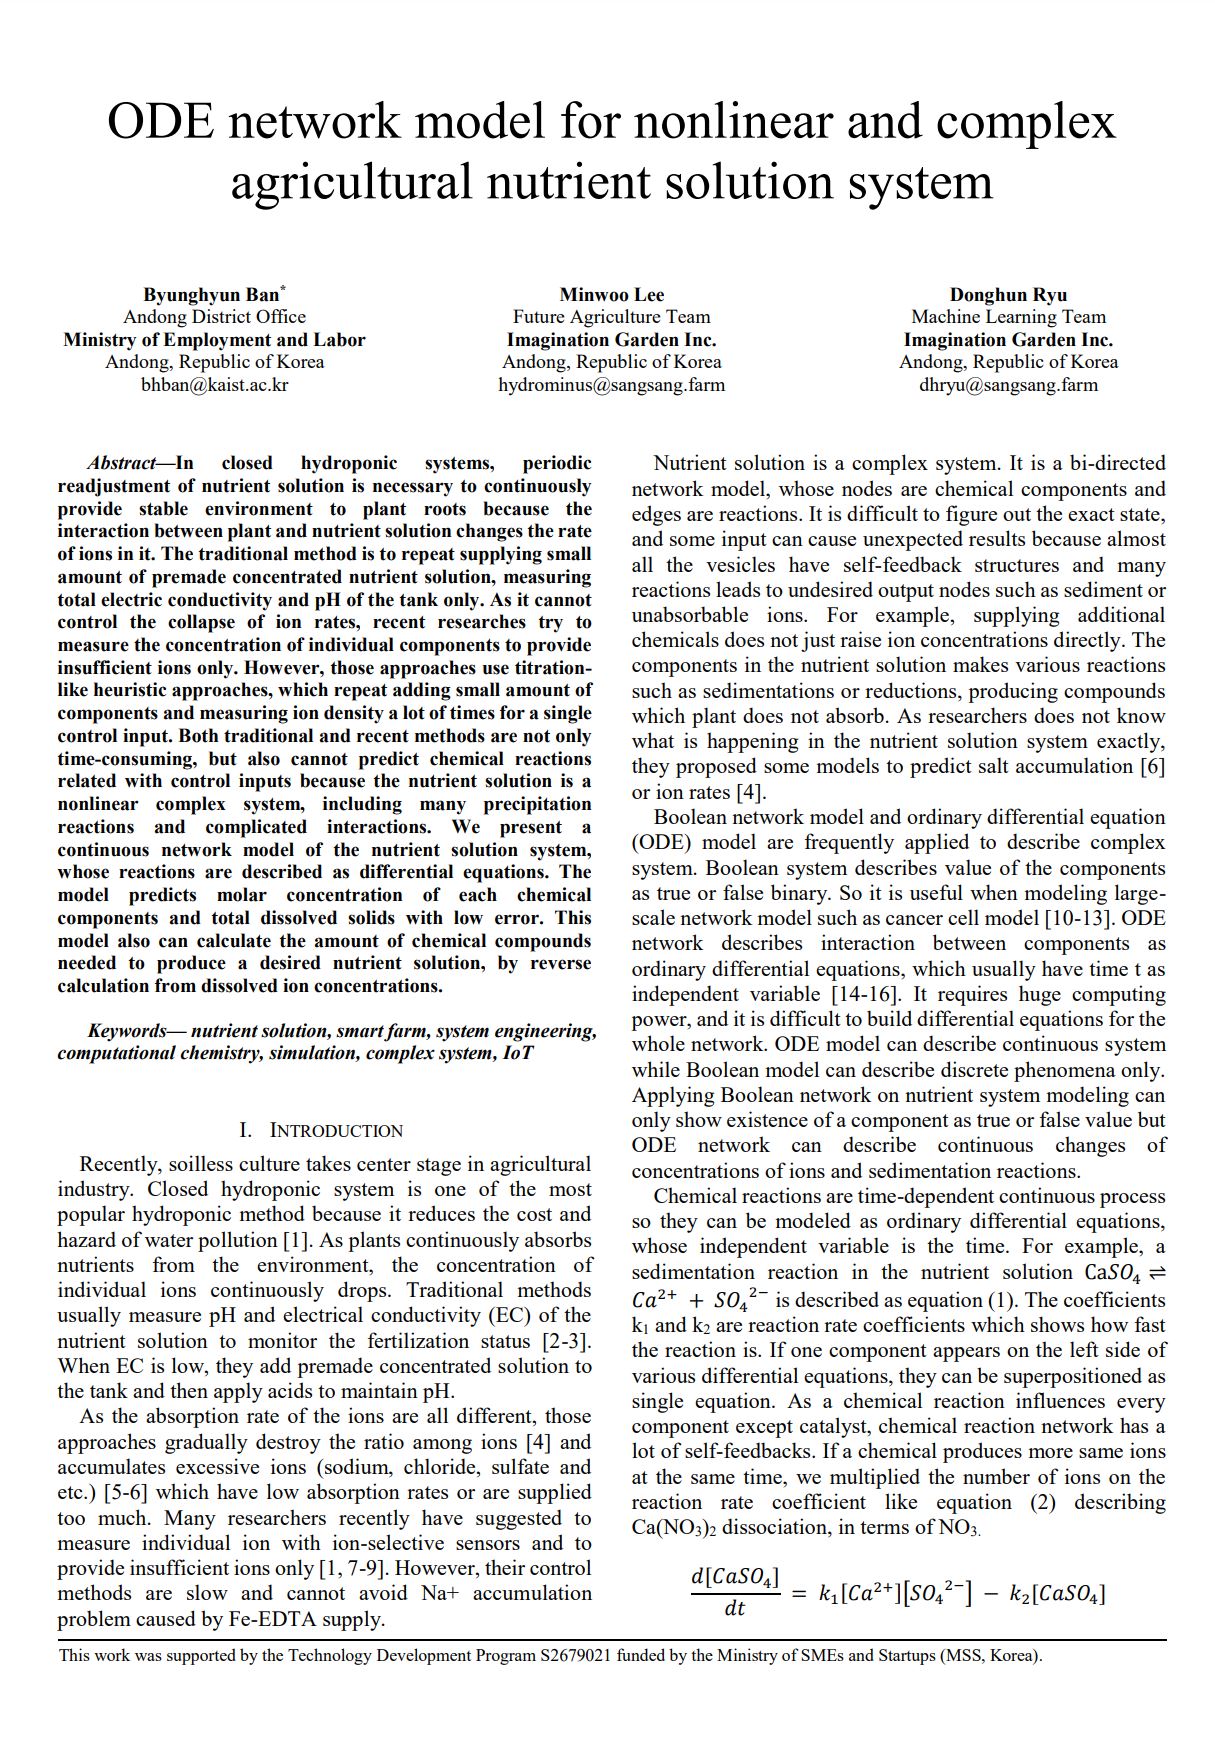 ODE network model for nonlinear and complex
agricultural nutrient solution system
Byunghyun Ban*
Andong District Office
Ministry of Employment and Labor
Andong, Republic of Korea
bhban@kaist.ac.kr
Minwoo Lee
Future Agriculture Team
Imagination Garden Inc.
Andong, Republic of Korea
hydrominus@sangsang.farm
Donghun Ryu
Machine Learning Team
Imagination Garden Inc.
Andong, Republic of Korea
dhryu@sangsang.farm
Abstract—In closed hydroponic systems, periodic
readjustment of nutrient solution is necessary to continuously
provide stable environment to plant roots because the
interaction between plant and nutrient solution changes the rate
of ions in it. The traditional method is to repeat supplying small
amount of premade concentrated nutrient solution, measuring
total electric conductivity and pH of the tank only. As it cannot
control the collapse of ion rates, recent researches try to
measure the concentration of individual components to provide
insufficient ions only. However, those approaches use titration-
like heuristic approaches, which repeat adding small amount of
components and measuring ion density a lot of times for a single
control input. Both traditional and recent methods are not only
time-consuming, but also cannot predict chemical reactions
related with control inputs because the nutrient solution is a
nonlinear complex system, including many precipitation
reactions and complicated interactions. We present a
continuous network model of the nutrient solution system,
whose reactions are described as differential equations. The
model predicts molar concentration of each chemical
components and total dissolved solids with low error. This
model also can calculate the amount of chemical compounds
needed to produce a desired nutrient solution, by reverse
calculation from dissolved ion concentrations.
Keywords— nutrient solution, smart farm, system engineering,
computational chemistry, simulation, complex system, IoT
I. INTRODUCTION
Recently, soilless culture takes center stage in agricultural
industry. Closed hydroponic system is one of the most
popular hydroponic method because it reduces the cost and
hazard of water pollution [1]. As plants continuously absorbs
nutrients from the environment, the concentration of
individual ions continuously drops. Traditional methods
usually measure pH and electrical conductivity (EC) of the
nutrient solution to monitor the fertilization status [2-3].
When EC is low, they add premade concentrated solution to
the tank and then apply acids to maintain pH.
As the absorption rate of the ions are all different, those
approaches gradually destroy the ratio among ions [4] and
accumulates excessive ions (sodium, chloride, sulfate and
etc.) [5-6] which have low absorption rates or are supplied
too much. Many researchers recently have suggested to
measure individual ion with ion-selective sensors and to
provide insufficient ions only [1, 7-9]. However, their control
methods are slow and cannot avoid Na+ accumulation
problem caused by Fe-EDTA supply.
Nutrient solution is a complex system. It is a bi-directed
network model, whose nodes are chemical components and
edges are reactions. It is difficult to figure out the exact state,
and some input can cause unexpected results because almost
all the vesicles have self-feedback structures and many
reactions leads to undesired output nodes such as sediment or
unabsorbable ions. For example, supplying additional
chemicals does not just raise ion concentrations directly. The
components in the nutrient solution makes various reactions
such as sedimentations or reductions, producing compounds
which plant does not absorb. As researchers does not know
what is happening in the nutrient solution system exactly,
they proposed some models to predict salt accumulation [6]
or ion rates [4].
Boolean network model and ordinary differential equation
(ODE) model are frequently applied to describe complex
system. Boolean system describes value of the components
as true or false binary. So it is useful when modeling large-
scale network model such as cancer cell model [10-13]. ODE
network describes interaction between components as
ordinary differential equations, which usually have time t as
independent variable [14-16]. It requires huge computing
power, and it is difficult to build differential equations for the
whole network. ODE model can describe continuous system
while Boolean model can describe discrete phenomena only.
Applying Boolean network on nutrient system modeling can
only show existence of a component as true or false value but
ODE network can describe continuous changes of
concentrations of ions and sedimentation reactions.
Chemical reactions are time-dependent continuous process
so they can be modeled as ordinary differential equations,
whose independent variable is the time. For example, a
sedimentation reaction in the nutrient solution CaSO₄ ⇌
Ca²⁺ + SO₄²⁻ is described as equation (1). The coefficients
k₁ and k₂ are reaction rate coefficients which shows how fast
the reaction is. If one component appears on the left side of
various differential equations, they can be superpositioned as
single equation. As a chemical reaction influences every
component except catalyst, chemical reaction network has a
lot of self-feedbacks. If a chemical produces more same ions
at the same time, we multiplied the number of ions on the
reaction rate coefficient like equation (2) describing
Ca(NO₃)₂ dissociation, in terms of NO₃.
d[CaSO₄]/dt = k₁[Ca²⁺][SO₄²⁻] − k₂[CaSO₄]
This work was supported by the Technology Development Program S2679021 funded by the Ministry of SMEs and Startups (MSS, Korea).